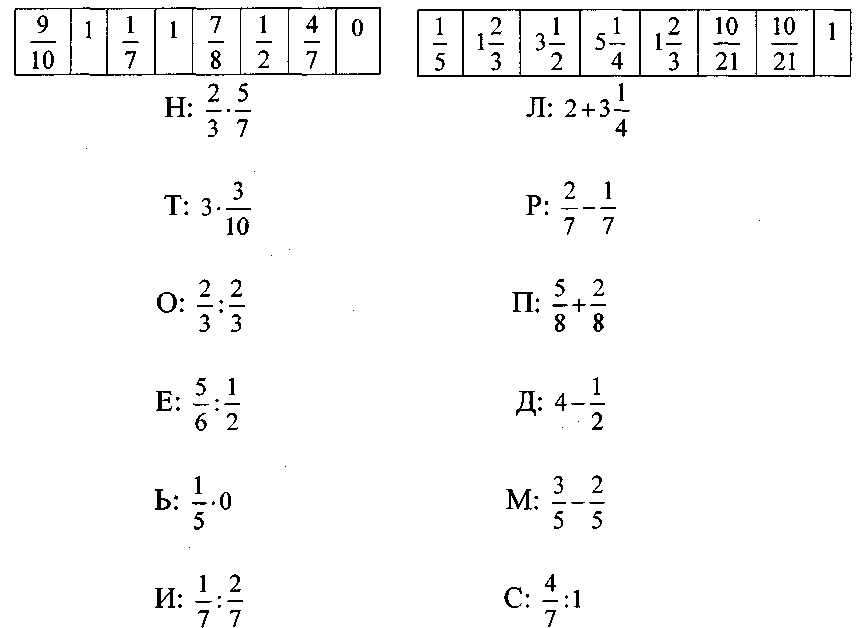 9/10 1 1/7 1 7/8 1/2 4/7 0
1/5 1 2/3 3 1/2 5 1/4 1 2/3 10/21 10/21 1
Н: 2/3 · 5/7
Л: 2 + 3 1/4
Т: 3 · 3/10
Р: 2/7 − 1/7
О: 2/3 : 2/3
П: 5/8 + 2/8
Е: 5/6 : 1/2
Д: 4 − 1/2
Ь: 1/5 · 0
М: 3/5 − 2/5
И: 1/7 : 2/7
С: 4/7 : 1